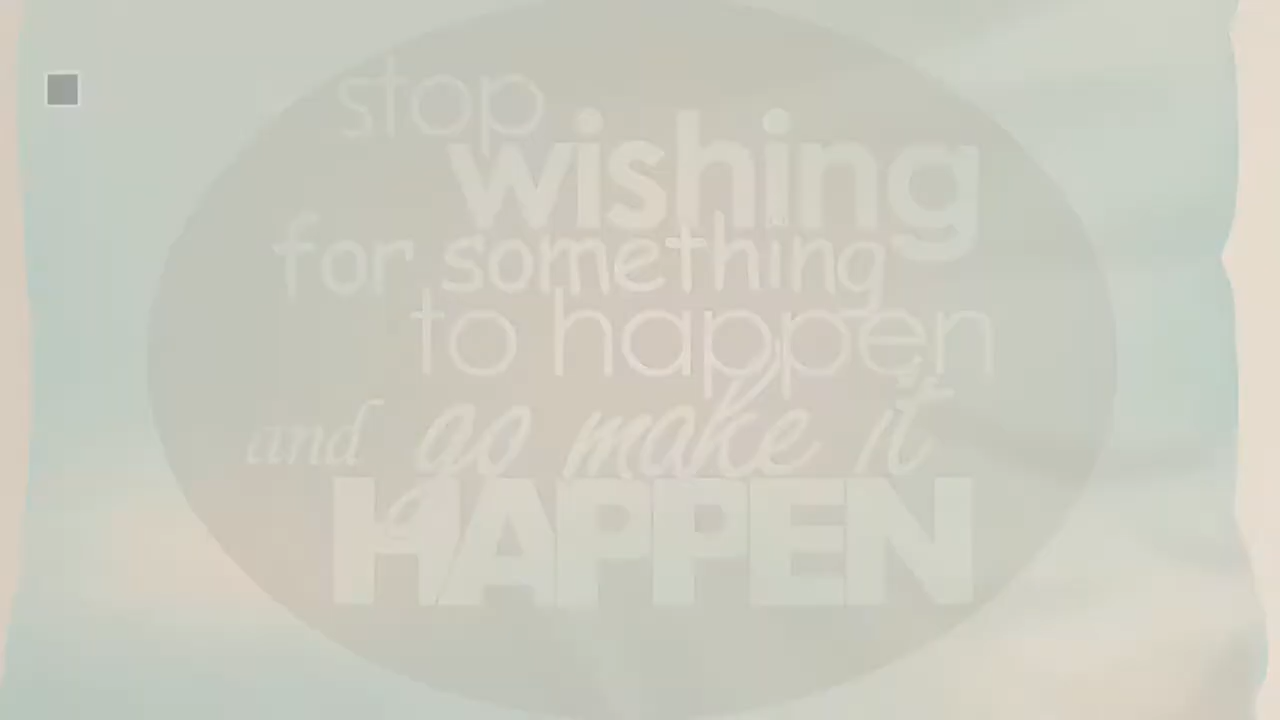 stop
wishing
for something
to happen
and go make it
HAPPEN